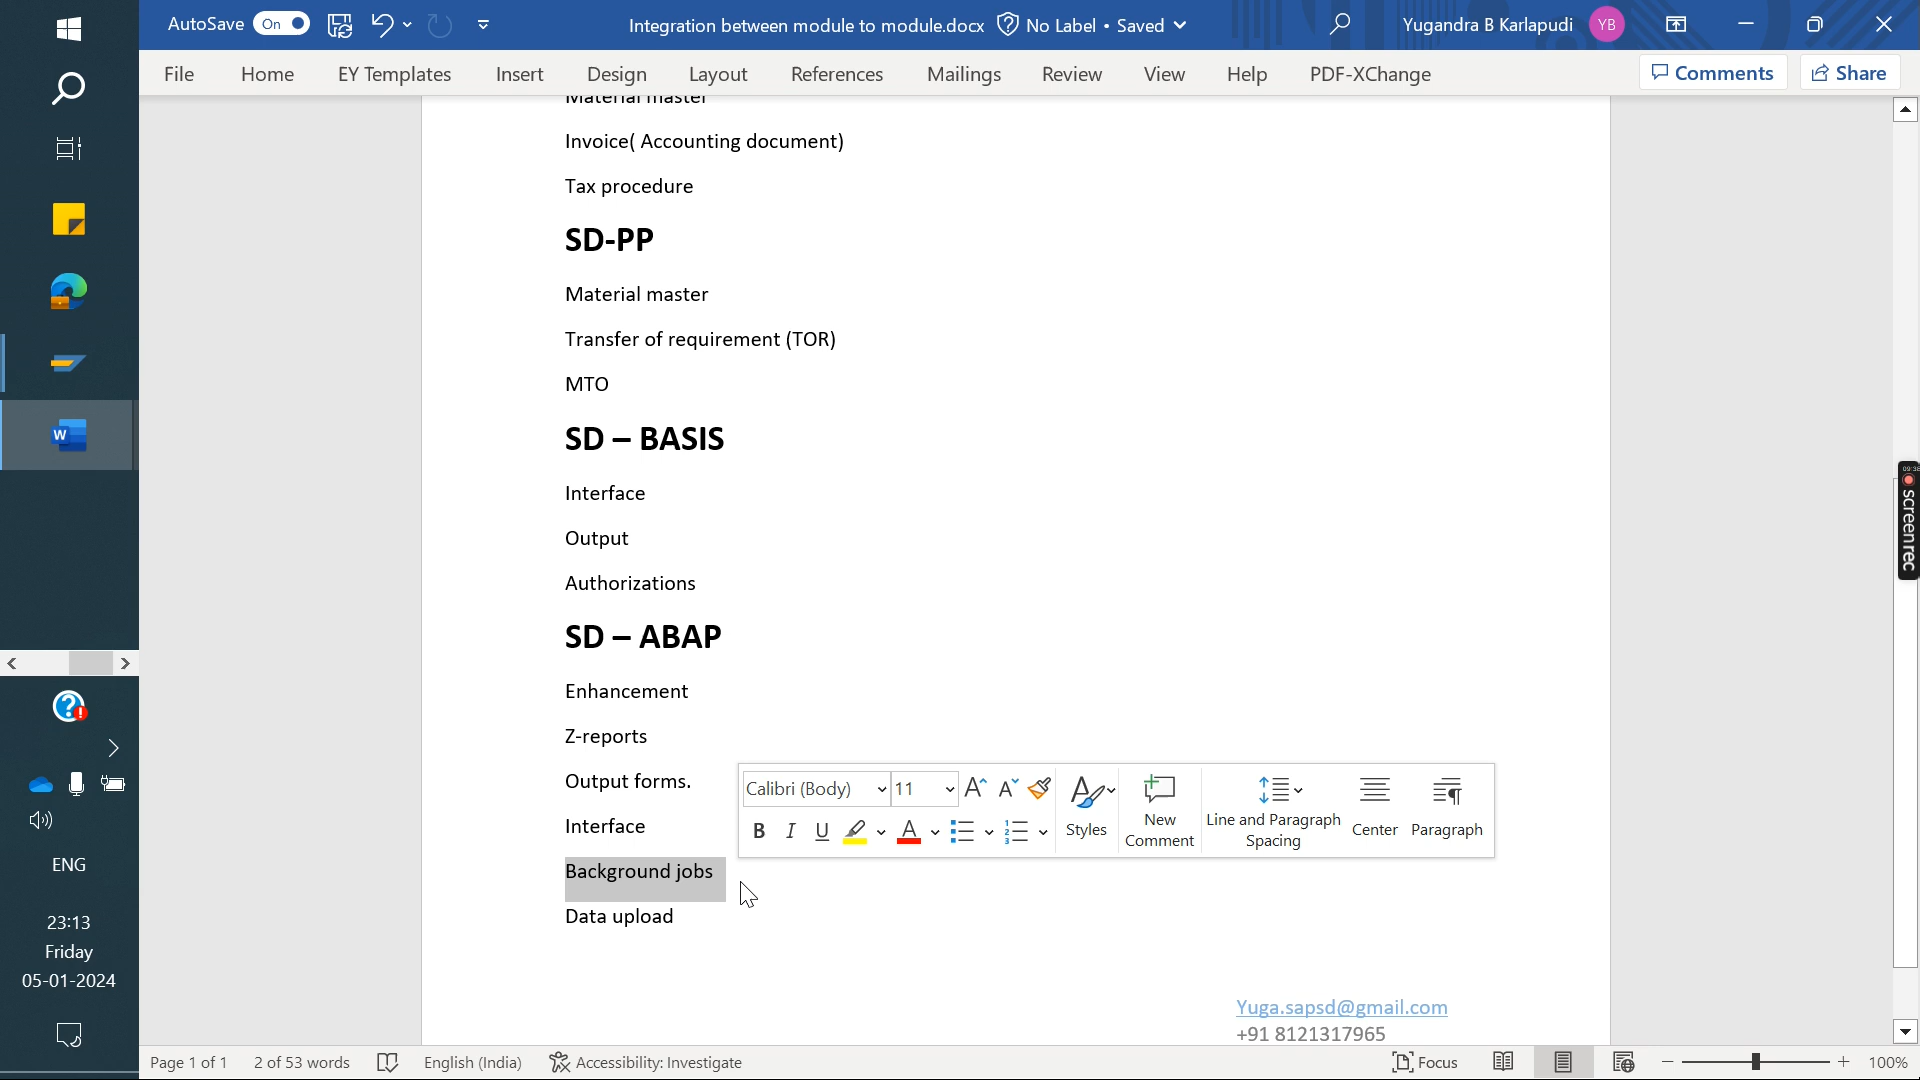 AutoSave On Integration between module to module.docx No Label • Saved Yugandra B Karlapudi YB
File Home EY Templates Insert Design Layout References Mailings Review View Help PDF-XChange Comments Share
Material master
Invoice( Accounting document)
Tax procedure
SD-PP
Material master
Transfer of requirement (TOR)
MTO
SD – BASIS
Interface
Output
Authorizations
SD – ABAP
Enhancement
Z-reports
Output forms.
Interface
Background jobs
Data upload
Calibri (Body) 11
B I U A Styles
New Comment
Line and Paragraph Spacing
Center
Paragraph
Yuga.sapsd@gmail.com
+91 8121317965
screenrec
W
ENG
23:13
Friday
05-01-2024
Page 1 of 1 2 of 53 words English (India) Accessibility: Investigate Focus 100%